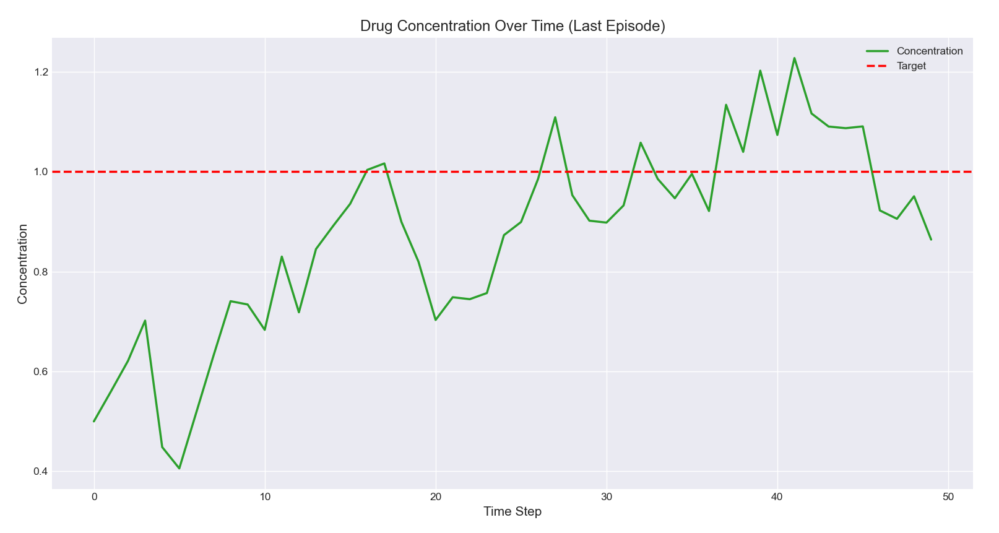 Drug Concentration Over Time (Last Episode)
Concentration
Target
1.2
1.0
0.8
0.6
0.4
Concentration
0
10
20
30
40
50
Time Step